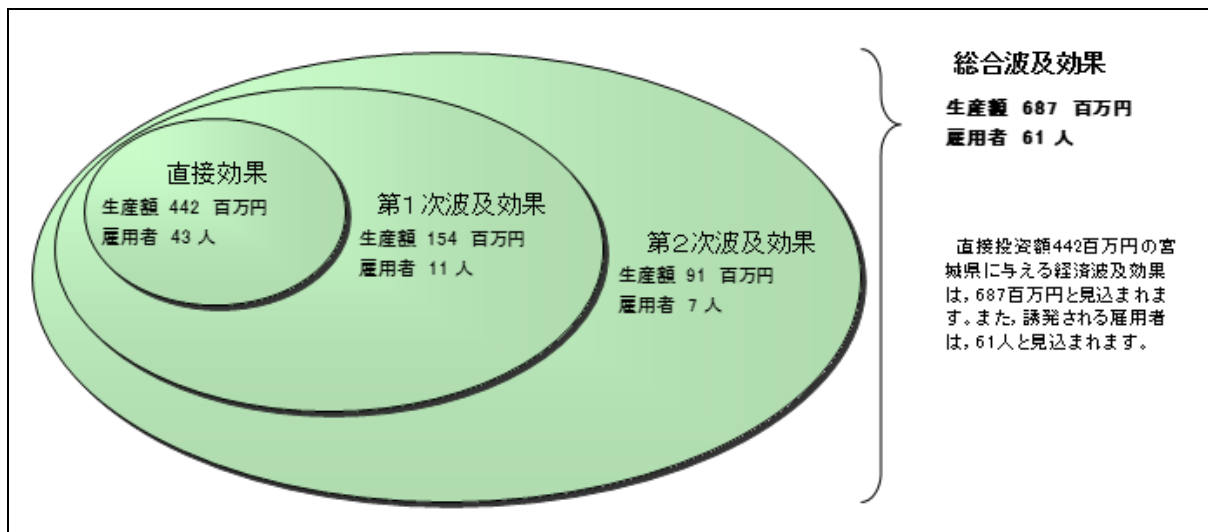 直接効果
生産額 442 百万円
雇用者 43 人
第1次波及効果
生産額 154 百万円
雇用者 11 人
第2次波及効果
生産額 91 百万円
雇用者 7 人
総合波及効果
生産額 687 百万円
雇用者 61 人
直接投資額442百万円の宮
城県に与える経済波及効果
は，687百万円と見込まれま
す。また，誘発される雇用者
は，61人と見込まれます。